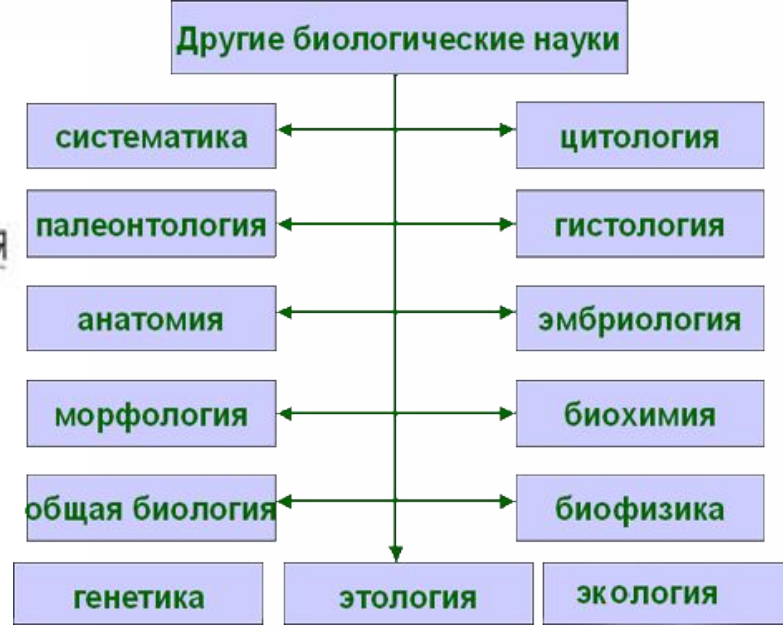 Другие биологические науки
систематика
цитология
палеонтология
гистология
я
анатомия
эмбриология
морфология
биохимия
общая биология
биофизика
генетика
этология
экология